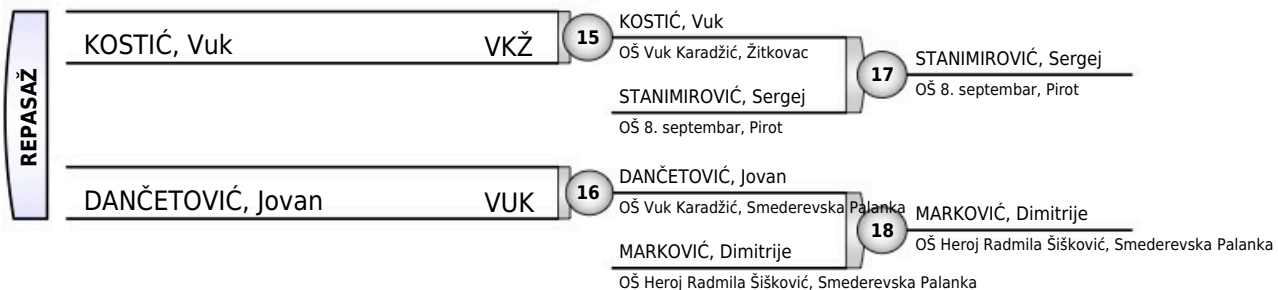 REPASAŽ
KOSTIĆ, Vuk VKŽ
15
KOSTIĆ, Vuk
OŠ Vuk Karadžić, Žitkovac
STANIMIROVIĆ, Sergej
OŠ 8. septembar, Pirot
17
STANIMIROVIĆ, Sergej
OŠ 8. septembar, Pirot
DANČETOVIĆ, Jovan VUK
16
DANČETOVIĆ, Jovan
OŠ Vuk Karadžić, Smederevska Palanka
MARKOVIĆ, Dimitrije
OŠ Heroj Radmila Šišković, Smederevska Palanka
18
MARKOVIĆ, Dimitrije
OŠ Heroj Radmila Šišković, Smederevska Palanka